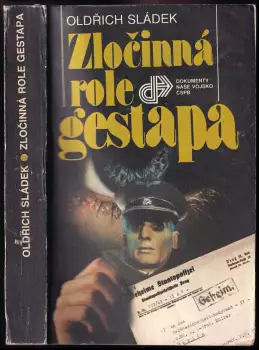 OLDŘICH SLÁDEK ● ZLOČINNÁ ROLE GESTAPA
OLDŘICH SLÁDEK
Zločinná
role
DOKUMENTY
NAŠE VOJSKO
ČSPB
gestapa
Geheime Staatspolizei
Geheim.